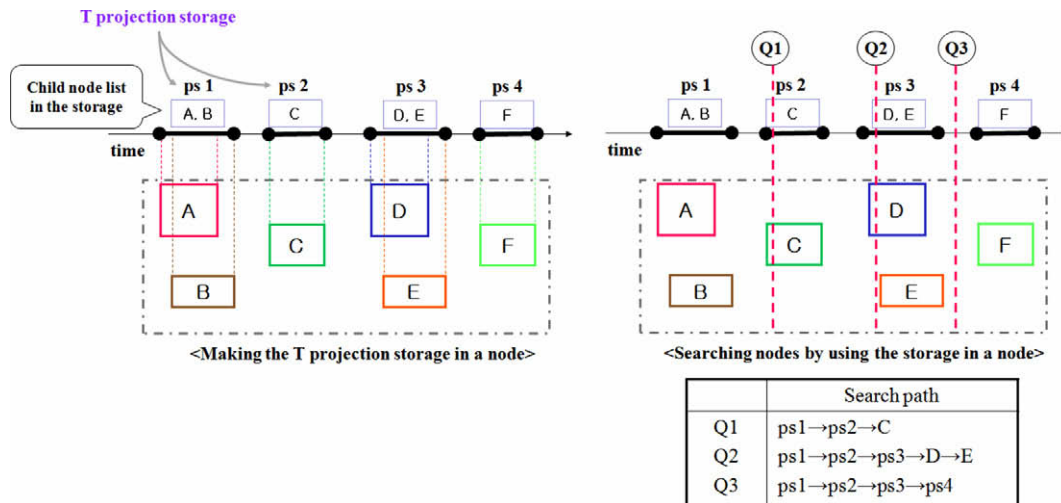 T projection storage
Child node list
in the storage
ps 1
ps 2
ps 3
ps 4
A, B
C
D, E
F
time
A
B
C
D
E
F
<Making the T projection storage in a node>
Q1
Q2
Q3
ps 1
ps 2
ps 3
ps 4
A, B
C
D, E
F
time
A
B
C
D
E
F
<Searching nodes by using the storage in a node>
Search path
Q1 ps1→ps2→C
Q2 ps1→ps2→ps3→D→E
Q3 ps1→ps2→ps3→ps4